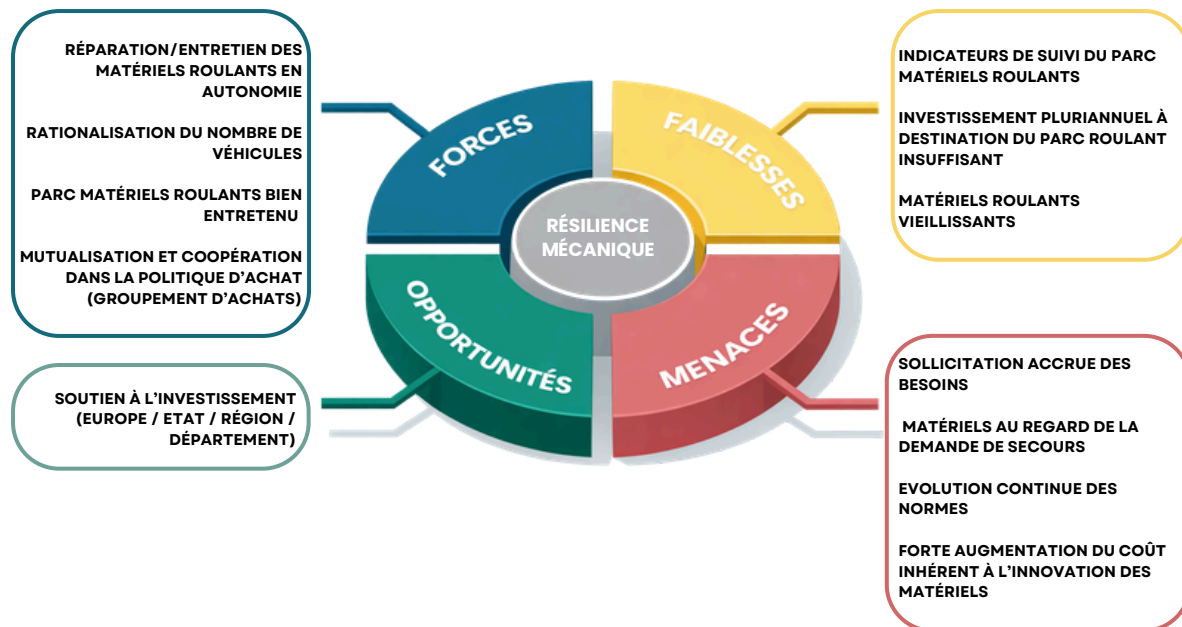 RÉPARATION/ENTRETIEN DES
MATÉRIELS ROULANTS EN
AUTONOMIE
RATIONALISATION DU NOMBRE DE
VÉHICULES
PARC MATÉRIELS ROULANTS BIEN
ENTRETENU
MUTUALISATION ET COOPÉRATION
DANS LA POLITIQUE D'ACHAT
(GROUPEMENT D'ACHATS)
FORCES
FAIBLESSES
INDICATEURS DE SUIVI DU PARC
MATÉRIELS ROULANTS
INVESTISSEMENT PLURIANNUEL À
DESTINATION DU PARC ROULANT
INSUFFISANT
MATÉRIELS ROULANTS
VIEILLISSANTS
RÉSILIENCE
MÉCANIQUE
OPPORTUNITÉS
MENACES
SOUTIEN À L'INVESTISSEMENT
(EUROPE / ETAT / RÉGION /
DÉPARTEMENT)
SOLLICITATION ACCRUE DES
BESOINS
MATÉRIELS AU REGARD DE LA
DEMANDE DE SECOURS
EVOLUTION CONTINUE DES
NORMES
FORTE AUGMENTATION DU COÛT
INHÉRENT À L'INNOVATION DES
MATÉRIELS